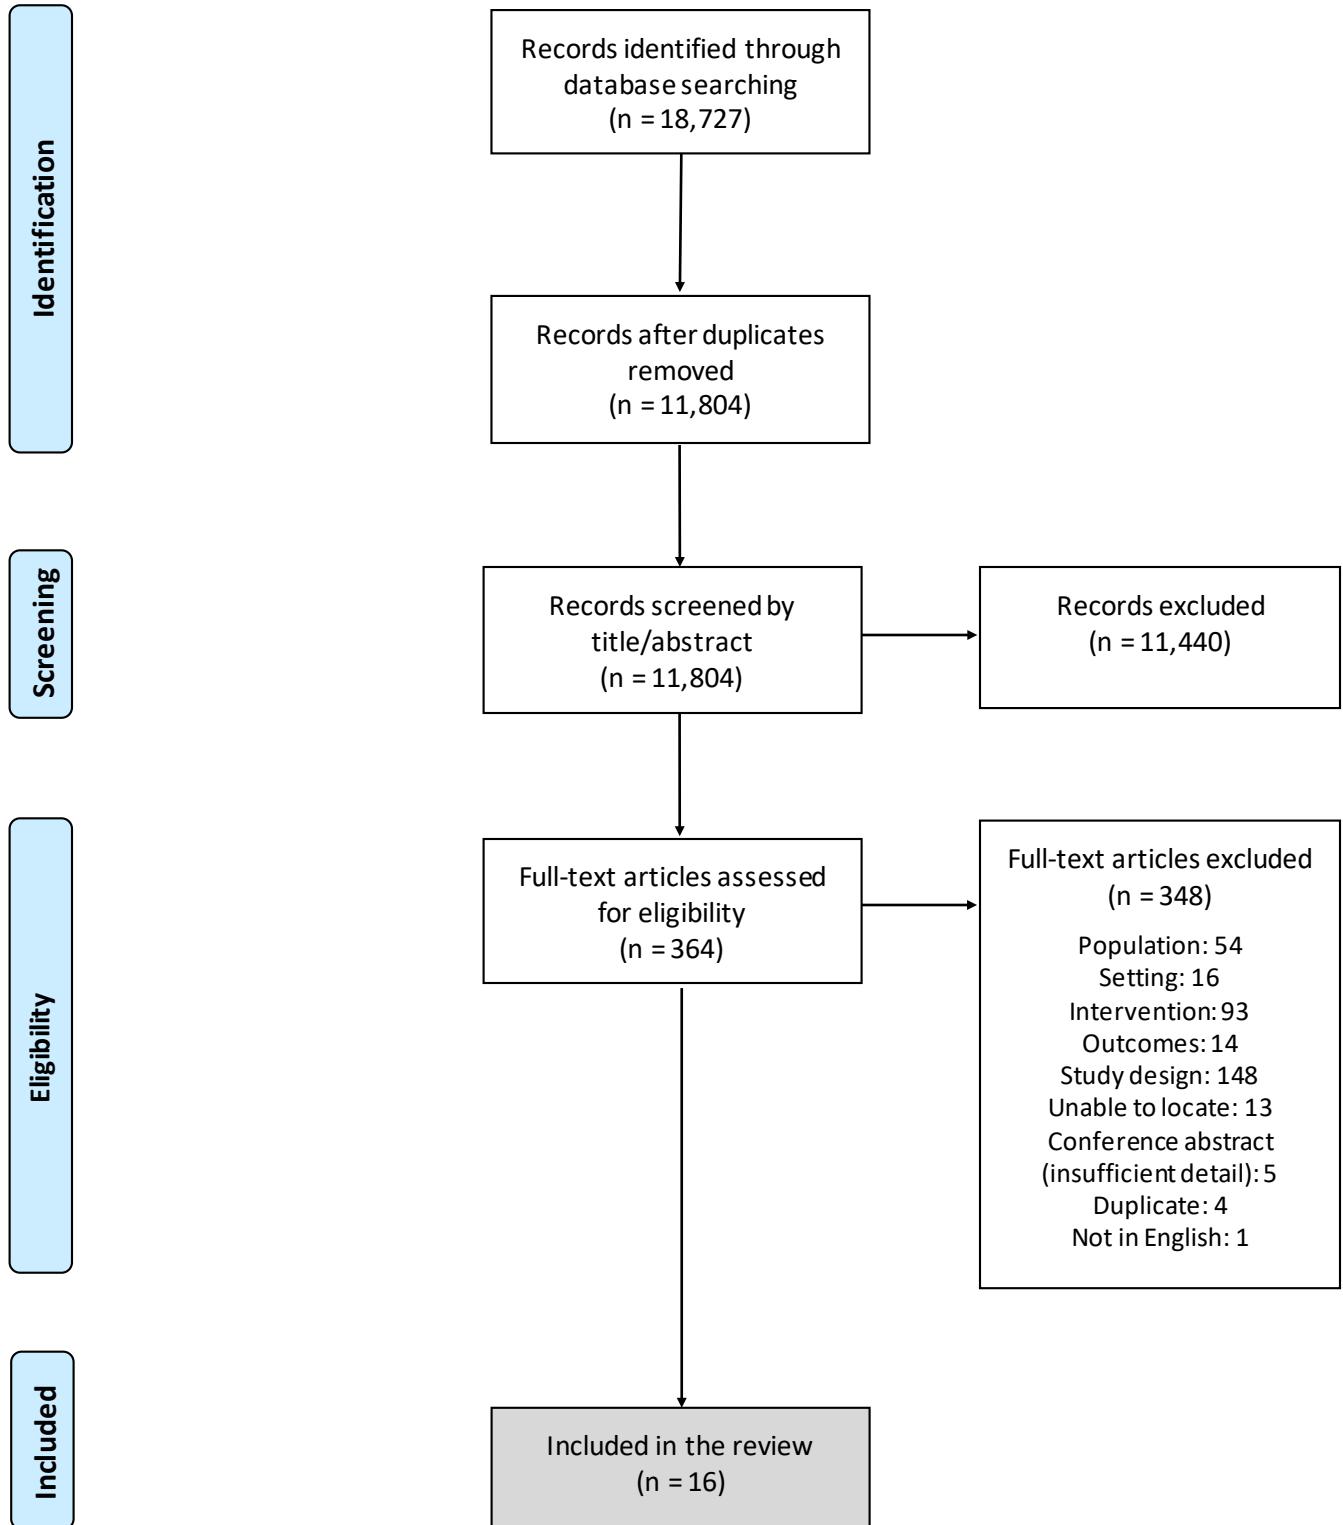 Identification
Records identified through
database searching
(n = 18,727)
Records after duplicates
removed
(n = 11,804)
Screening
Records screened by
title/abstract
(n = 11,804)
Records excluded
(n = 11,440)
Eligibility
Full-text articles assessed
for eligibility
(n = 364)
Full-text articles excluded
(n = 348)
Population: 54
Setting: 16
Intervention: 93
Outcomes: 14
Study design: 148
Unable to locate: 13
Conference abstract
(insufficient detail): 5
Duplicate: 4
Not in English: 1
Included
Included in the review
(n = 16)